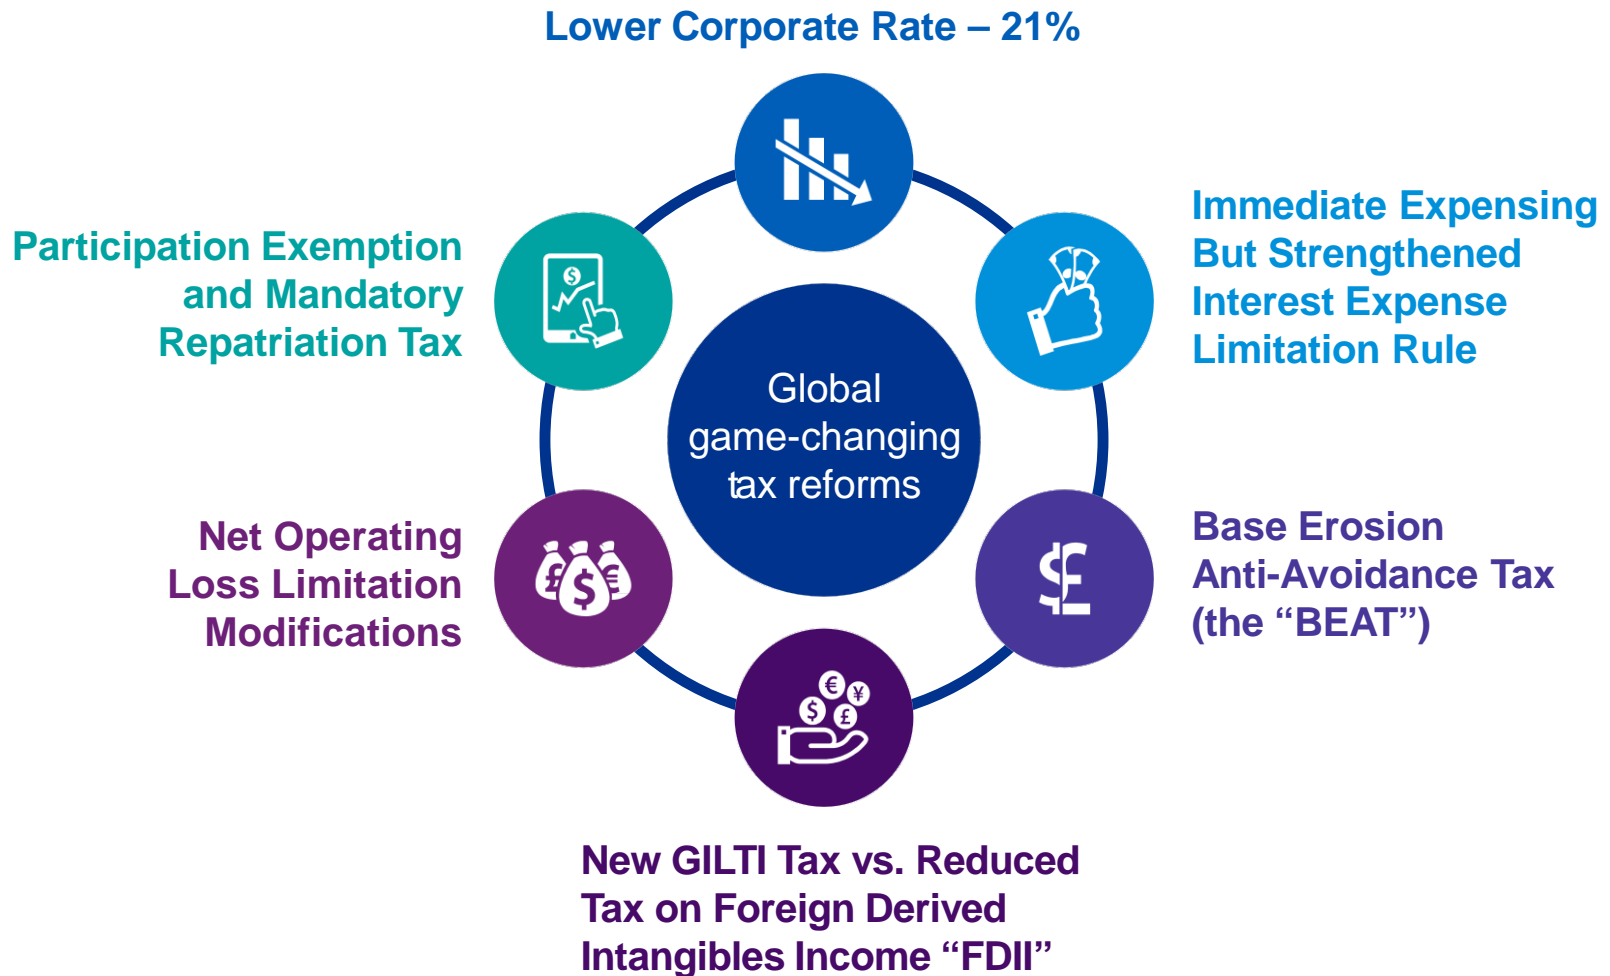 Lower Corporate Rate – 21%
Immediate Expensing
But Strengthened
Interest Expense
Limitation Rule
Participation Exemption
and Mandatory
Repatriation Tax
$
Global
game-changing
tax reforms
Net Operating
Loss Limitation
Modifications
£ $ €
Base Erosion
Anti-Avoidance Tax
(the “BEAT”)
$£
€ ¥
$ £
New GILTI Tax vs. Reduced
Tax on Foreign Derived
Intangibles Income “FDII”